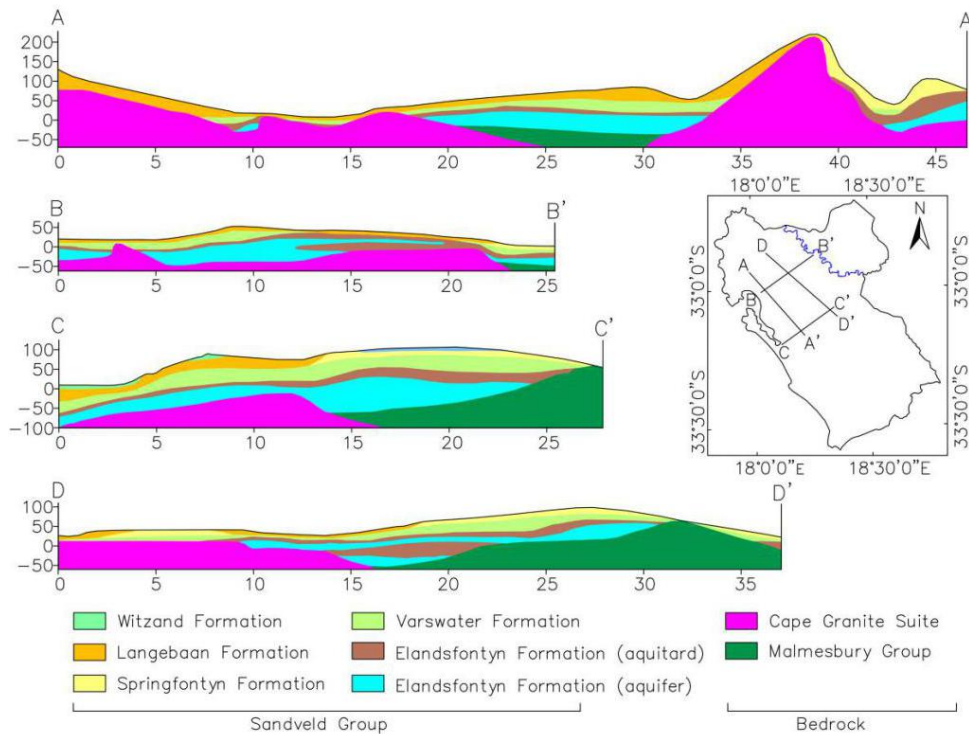 A A
200
150
100
50
0
−50
0 5 10 15 20 25 30 35 40 45
B B'
50
0
−50
0 5 10 15 20 25
C C'
100
50
0
−50
−100
0 5 10 15 20 25
D D'
100
50
0
−50
0 5 10 15 20 25 30 35
18°0'0"E 18°30'0"E
N
33°0'0"S 33°0'0"S
33°30'0"S 33°30'0"S
D B'
A
B C'
D'
C A'
18°0'0"E 18°30'0"E
Witzand Formation Varswater Formation Cape Granite Suite
Langebaan Formation Elandsfontyn Formation (aquitard) Malmesbury Group
Springfontyn Formation Elandsfontyn Formation (aquifer)
Sandveld Group Bedrock